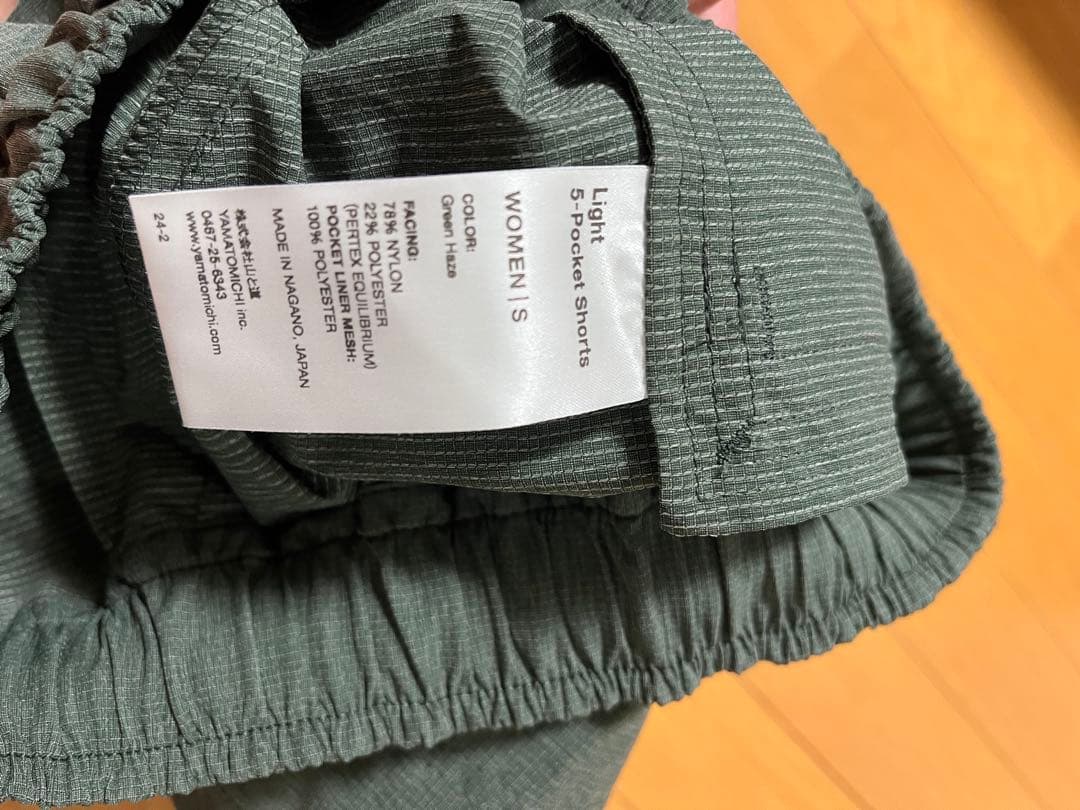 Light
5-Pocket Shorts
WOMEN|S
COLOR:
Green Haze
FACING:
78% NYLON
22% POLYESTER
(PERTEX EQUILIBRIUM)
POCKET LINER MESH:
100% POLYESTER
MADE IN NAGANO, JAPAN
株式会社山と道
YAMATOMICHI inc.
0467-25-6343
www.yamatomichi.com
24-2